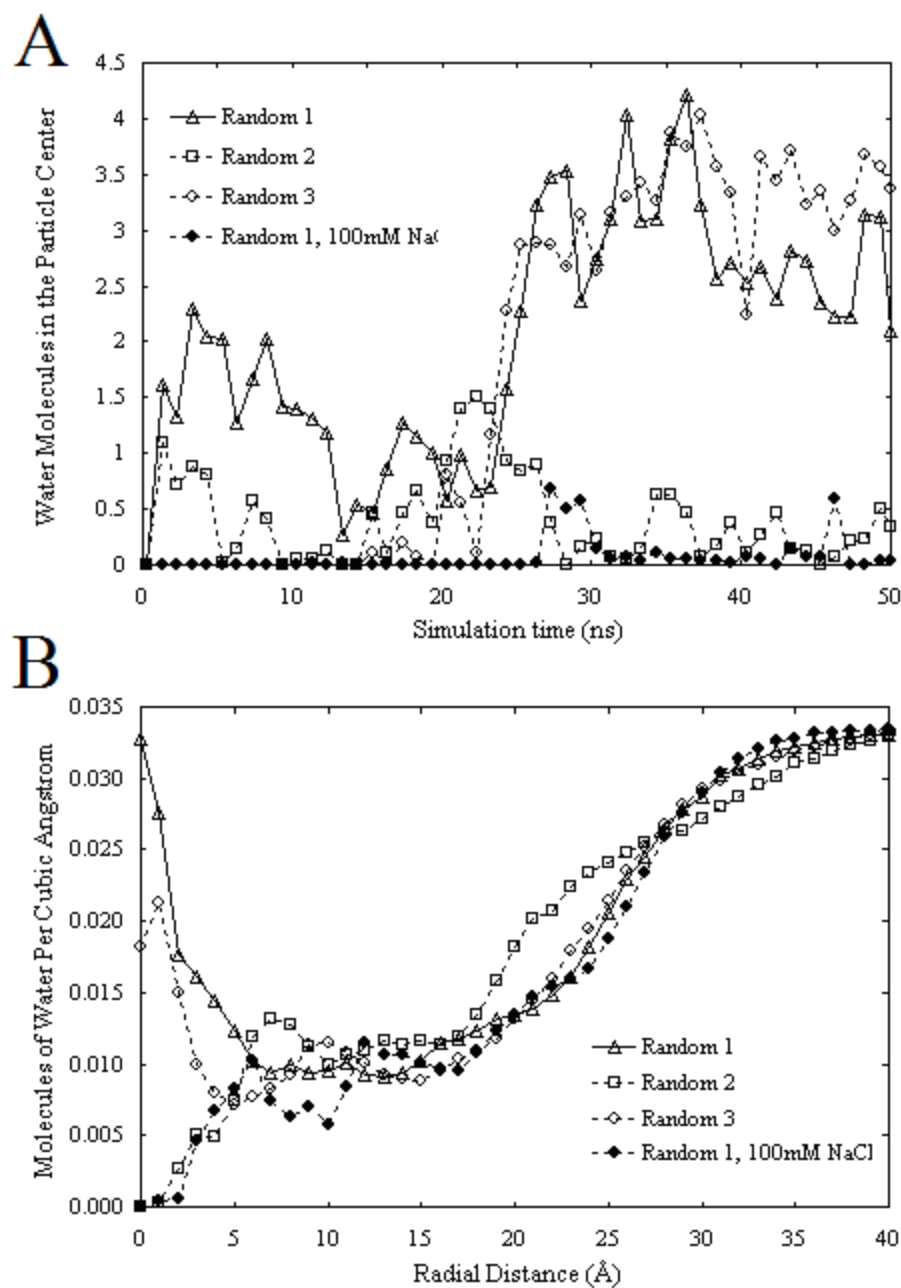 A
Water Molecules in the Particle Center
4.5
4
3.5
3
2.5
2
1.5
1
0.5
0
Random 1
Random 2
Random 3
Random 1, 100mM NaC
0 10 20 30 40 50
Simulation time (ns)
B
Molecules of Water Per Cubic Angstrom
0.035
0.030
0.025
0.020
0.015
0.010
0.005
0.000
Random 1
Random 2
Random 3
Random 1, 100mM NaCl
0 5 10 15 20 25 30 35 40
Radial Distance (Å)